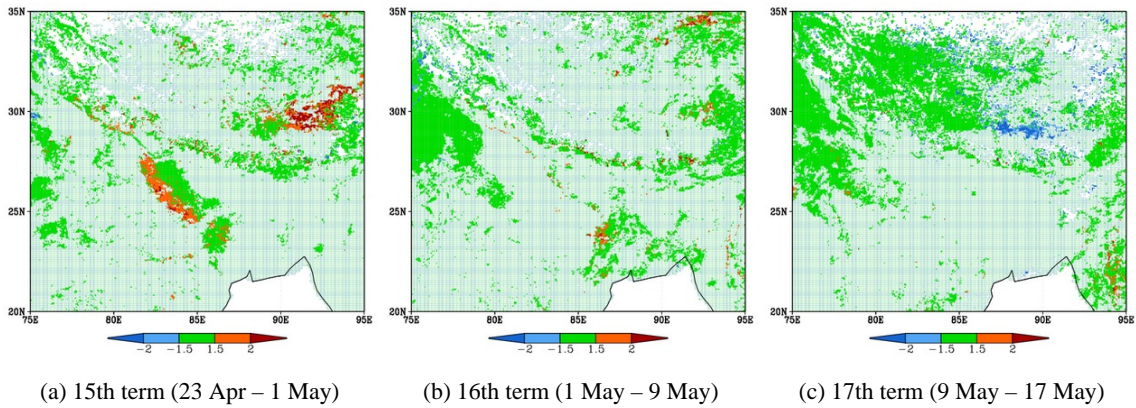 35N
30N
25N
20N
75E 80E 85E 90E 95E
-2 -1.5 1.5 2
35N
30N
25N
20N
75E 80E 85E 90E 95E
-2 -1.5 1.5 2
35N
30N
25N
20N
75E 80E 85E 90E 95E
-2 -1.5 1.5 2
(a) 15th term (23 Apr – 1 May)
(b) 16th term (1 May – 9 May)
(c) 17th term (9 May – 17 May)